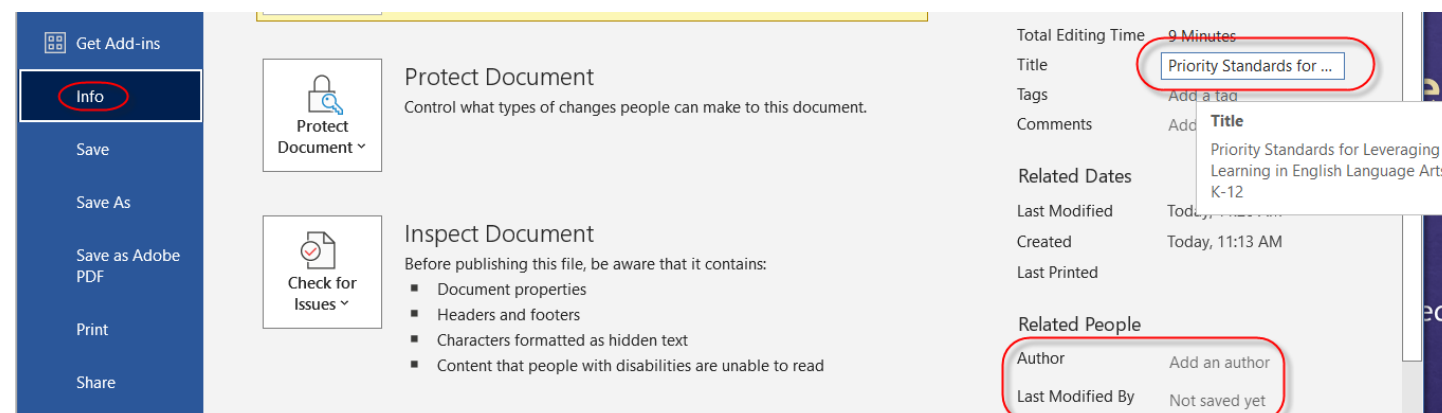 Get Add-ins
Info
Save
Save As
Save as Adobe
PDF
Print
Share
Protect
Document
Protect Document
Control what types of changes people can make to this document.
Check for
Issues
Inspect Document
Before publishing this file, be aware that it contains:
Document properties
Headers and footers
Characters formatted as hidden text
Content that people with disabilities are unable to read
Total Editing Time 9 Minutes
Title Priority Standards for ...
Tags Add a tag
Comments Add
Title
Priority Standards for Leveraging
Learning in English Language Arts
K-12
Related Dates
Last Modified Today,
Created Today, 11:13 AM
Last Printed
Related People
Author Add an author
Last Modified By Not saved yet